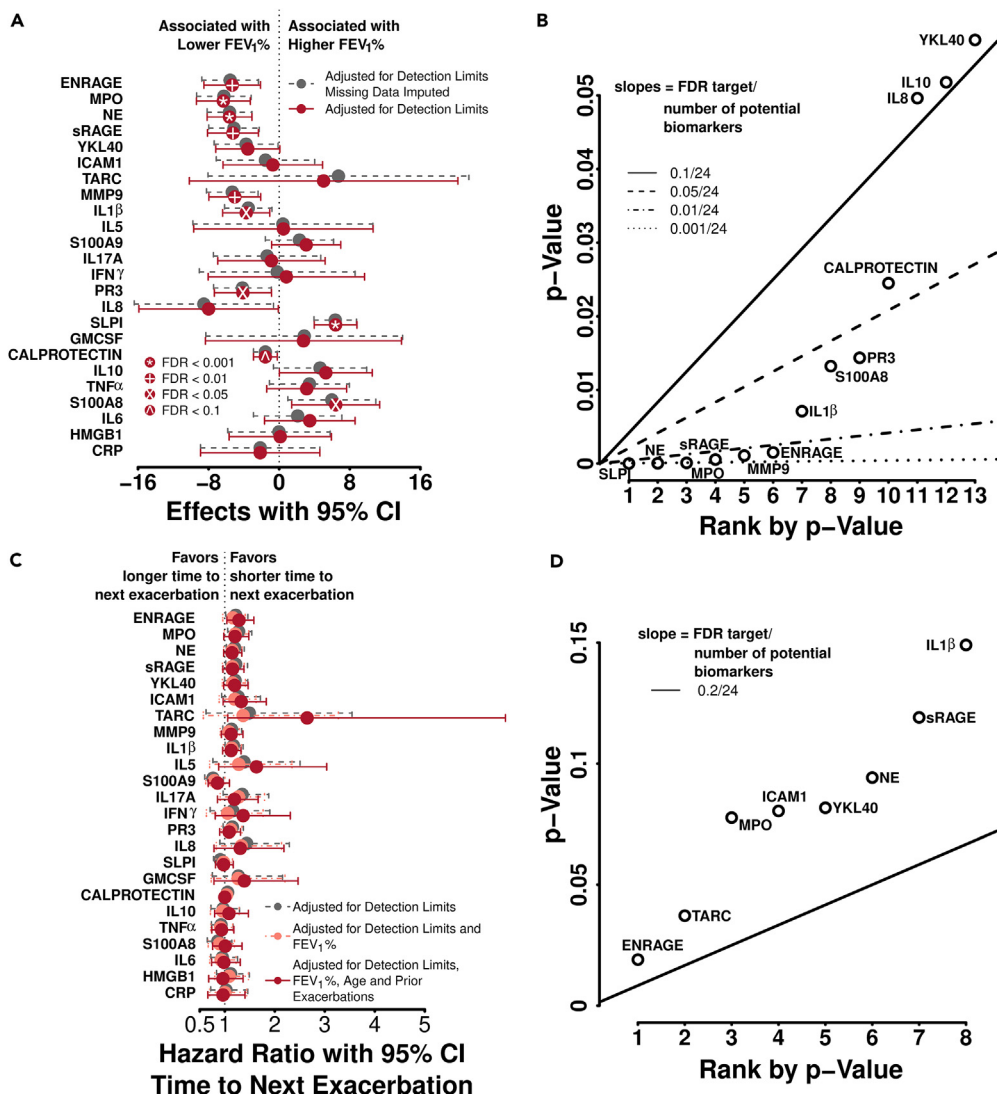 A
Associated with
Lower FEV1%
Associated with
Higher FEV1%
Adjusted for Detection Limits
Missing Data Imputed
Adjusted for Detection Limits
ENRAGE
MPO
NE
sRAGE
YKL40
ICAM1
TARC
MMP9
IL1β
IL5
S100A9
IL17A
IFNγ
PR3
IL8
SLPI
GMCSF
CALPROTECTIN
IL10
TNFα
S100A8
IL6
HMGB1
CRP
FDR < 0.001
FDR < 0.01
FDR < 0.05
FDR < 0.1
-16 -8 0 8 16
Effects with 95% CI
B
slopes = FDR target/
number of potential
biomarkers
0.1/24
0.05/24
0.01/24
0.001/24
YKL40
IL10
IL8
CALPROTECTIN
PR3
S100A8
IL1β
sRAGE
ENRAGE
NE
MMP9
SLPI
MPO
p-Value
0 0.01 0.02 0.03 0.04 0.05
1 2 3 4 5 6 7 8 9 10 11 12 13
Rank by p-Value
C
Favors
longer time to
next exacerbation
Favors
shorter time to
next exacerbation
ENRAGE
MPO
NE
sRAGE
YKL40
ICAM1
TARC
MMP9
IL1β
IL5
S100A9
IL17A
IFNγ
PR3
IL8
SLPI
GMCSF
CALPROTECTIN
IL10
TNFα
S100A8
IL6
HMGB1
CRP
Adjusted for Detection Limits
Adjusted for Detection Limits and
FEV1%
Adjusted for Detection Limits,
FEV1%, Age and Prior
Exacerbations
0.5 1 2 3 4 5
Hazard Ratio with 95% CI
Time to Next Exacerbation
D
slope = FDR target/
number of potential
biomarkers
0.2/24
IL1β
sRAGE
NE
ICAM1
YKL40
MPO
TARC
ENRAGE
p-Value
0 0.05 0.1 0.15
1 2 3 4 5 6 7 8
Rank by p-Value